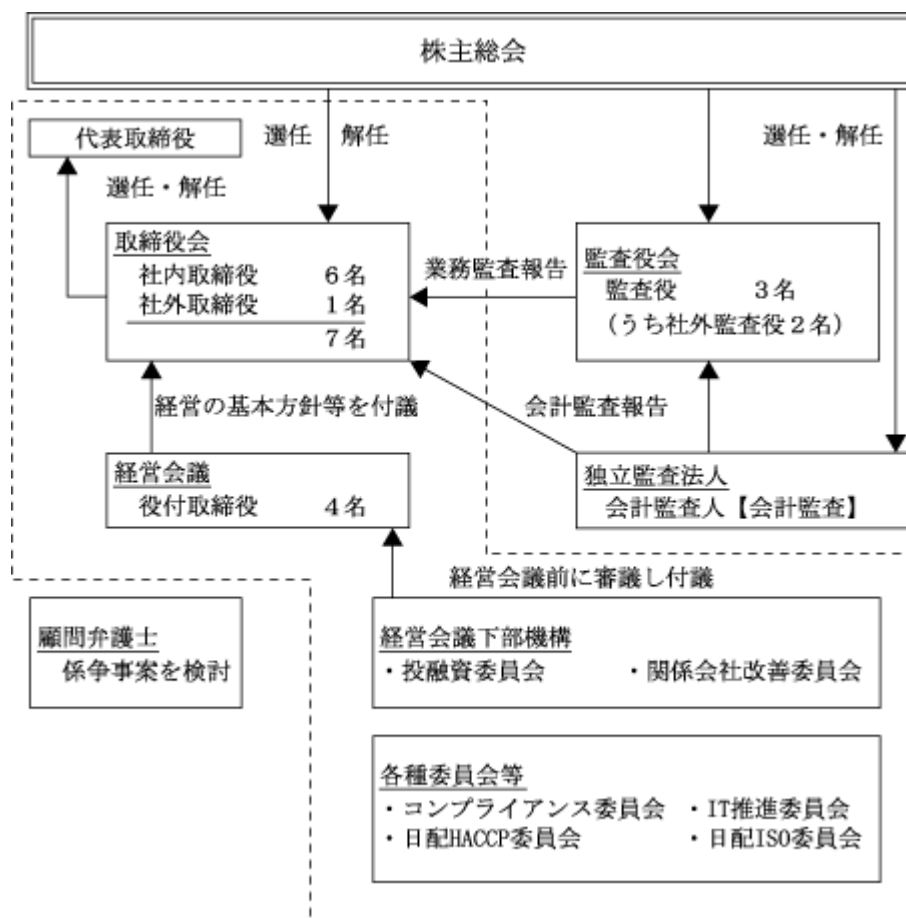 株主総会
代表取締役
選任 解任
選任・解任
選任・解任
取締役会
社内取締役 6名
社外取締役 1名
7名
業務監査報告
監査役会
監査役 3名
(うち社外監査役2名)
経営の基本方針等を付議
会計監査報告
経営会議
役付取締役 4名
独立監査法人
会計監査人【会計監査】
経営会議前に審議し付議
顧問弁護士
係争事案を検討
経営会議下部機構
・投融資委員会 ・関係会社改善委員会
各種委員会等
・コンプライアンス委員会 ・IT推進委員会
・日配HACCP委員会 ・日配ISO委員会